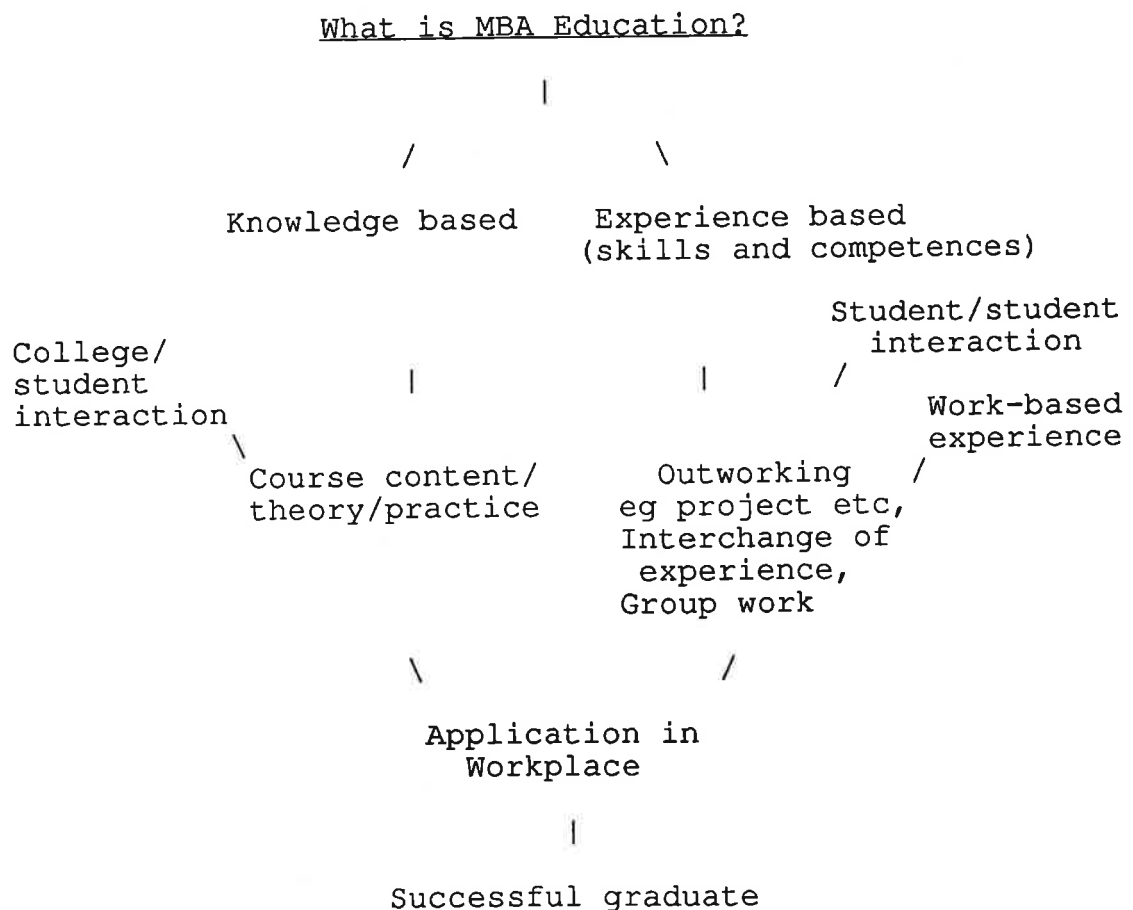 What is MBA Education?
|
/ \
Knowledge based Experience based
(skills and competences)
Student/student
interaction
College/
student
interaction
| | /
Work-based
experience
\ /
Course content/
theory/practice
Outworking
eg project etc,
Interchange of
experience,
Group work
\ /
Application in
Workplace
|
Successful graduate